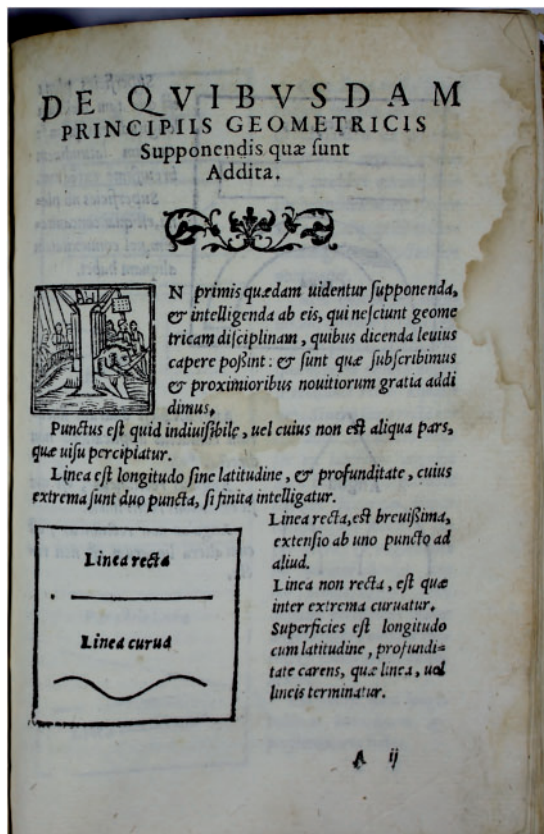 DE QVIBVSDAM
PRINCIPIIS GEOMETRICIS
Supponendis quæ ſunt
Addita.
IN primis quædam uidentur ſupponenda,
& intelligenda ab eis, qui neſciunt geome
tricam diſciplinam, quibus dicenda leuius
capere poßint: & ſunt quæ ſubſcribimus
& proximioribus nouitiorum gratia addi
dimus.
Punctus eſt quid indiuiſibile, uel cuius non eſt aliqua pars,
quæ uiſu percipiatur.
Linea eſt longitudo ſine latitudine, & profunditate, cuius
extrema ſunt duo puncta, ſi finita intelligatur.
Linea recta, eſt breuißima,
extenſio ab uno puncto ad
aliud.
Linea non recta, eſt quæ
inter extrema curuatur.
Superficies eſt longitudo
cum latitudine, profundi=
tate carens, quæ linea, uel
lineis terminatur.
Linea recta
Linea curua
A ij